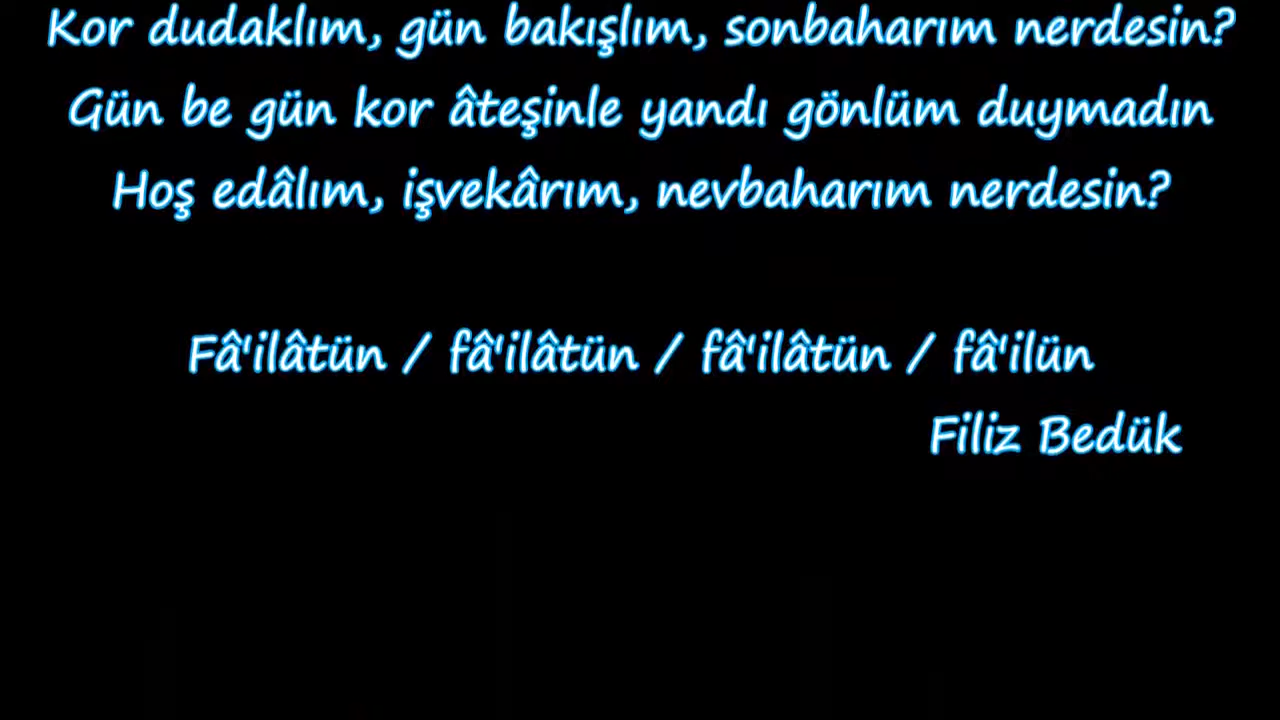 Kor dudaklım, gün bakışlım, sonbaharım nerdesin?
Gün be gün kor âteşinle yandı gönlüm duymadın
Hoş edâlım, işvekârım, nevbaharım nerdesin?
Fâ'ilâtün / fâ'ilâtün / fâ'ilâtün / fâ'ilün
Filiz Bedük